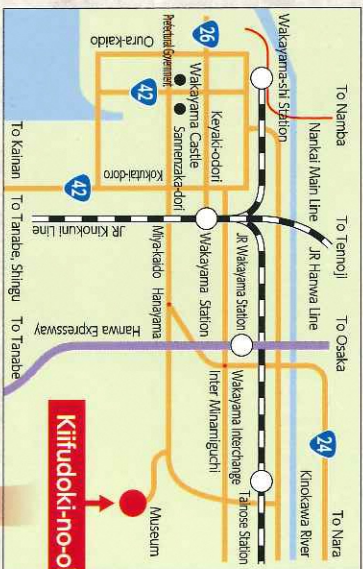 To Namba
To Tennoji
To Osaka
To Nara
Nankai Main Line
JR Hanwa Line
Kinokawa River
24
Wakayama-shi Station
JR Wakayama Station
Wakayama Interchange
Inter Minamiguchi
Tainose Station
26
Keyaki-odori
Wakayama Station
Wakayama Castle
Prefectural Government
Sannenzaka-dori
42
Oura-kaido
Kokutai-doro
Miya-kaido
Hanayama
Museum
42
JR Kinokuni Line
Hanwa Expressway
To Kainan
To Tanabe, Shingu
To Tanabe
Kiifudoki-no-o